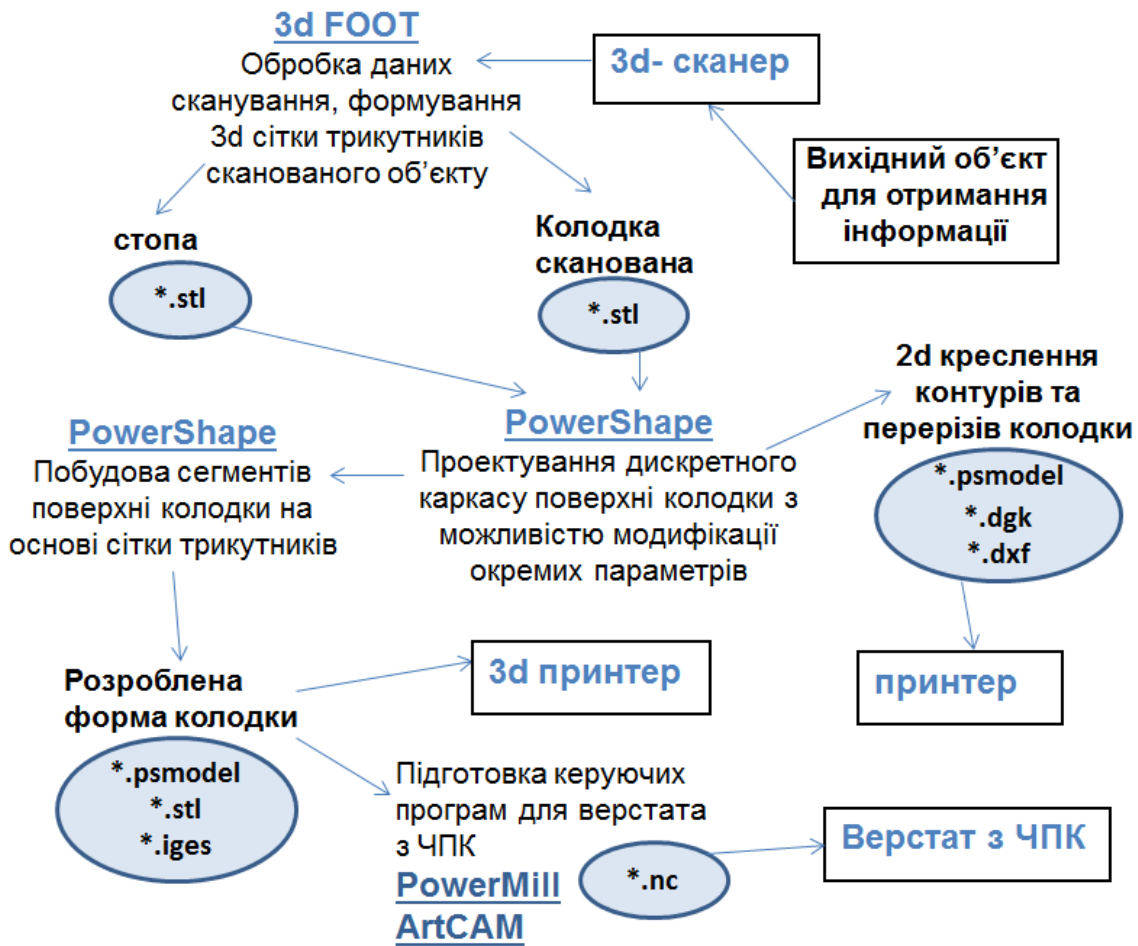 3d FOOT
Обробка даних
сканування, формування
3d сітки трикутників
сканованого об’єкту
3d- сканер
Вихідний об’єкт
для отримання
інформації
стопа
*.stl
Колодка
сканована
*.stl
2d креслення
контурів та
перерізів колодки
*.psmodel
*.dgk
*.dxf
PowerShape
Проектування дискретного
каркасу поверхні колодки з
можливістю модифікації
окремих параметрів
PowerShape
Побудова сегментів
поверхні колодки на
основі сітки трикутників
принтер
3d принтер
Розроблена
форма колодки
*.psmodel
*.stl
*.iges
Підготовка керуючих
програм для верстата
з ЧПК
PowerMill
ArtCAM
*.nc
Верстат з ЧПК